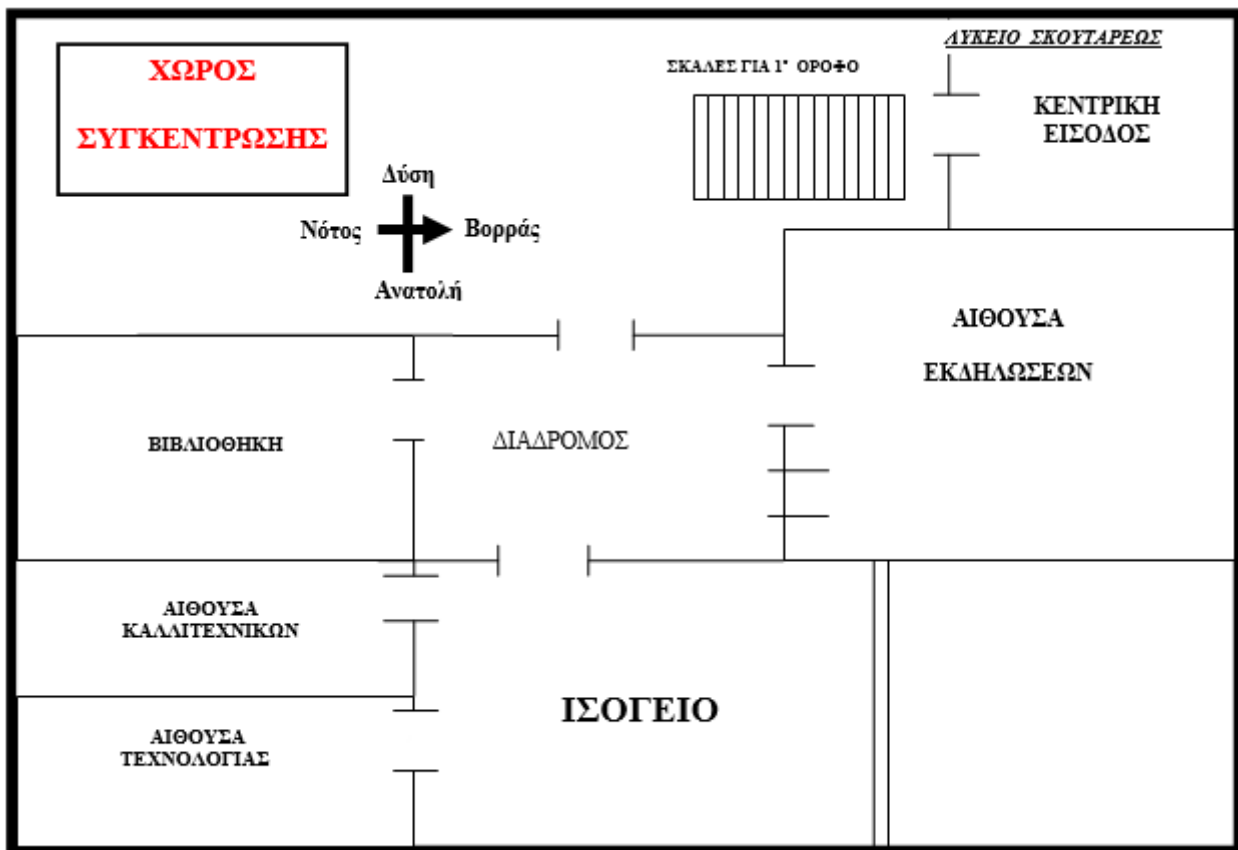 ΛΥΚΕΙΟ ΣΚΟΥΤΑΡΕΩΣ
ΧΩΡΟΣ
ΣΥΓΚΕΝΤΡΩΣΗΣ
ΣΚΑΛΕΣ ΓΙΑ 1° ΟΡΟΦΟ
ΚΕΝΤΡΙΚΗ
ΕΙΣΟΔΟΣ
Δύση
Νότος
Βορράς
Ανατολή
ΑΙΘΟΥΣΑ
ΕΚΔΗΛΩΣΕΩΝ
ΒΙΒΛΙΟΘΗΚΗ
ΔΙΑΔΡΟΜΟΣ
ΑΙΘΟΥΣΑ
ΚΑΛΛΙΤΕΧΝΙΚΩΝ
ΙΣΟΓΕΙΟ
ΑΙΘΟΥΣΑ
ΤΕΧΝΟΛΟΓΙΑΣ